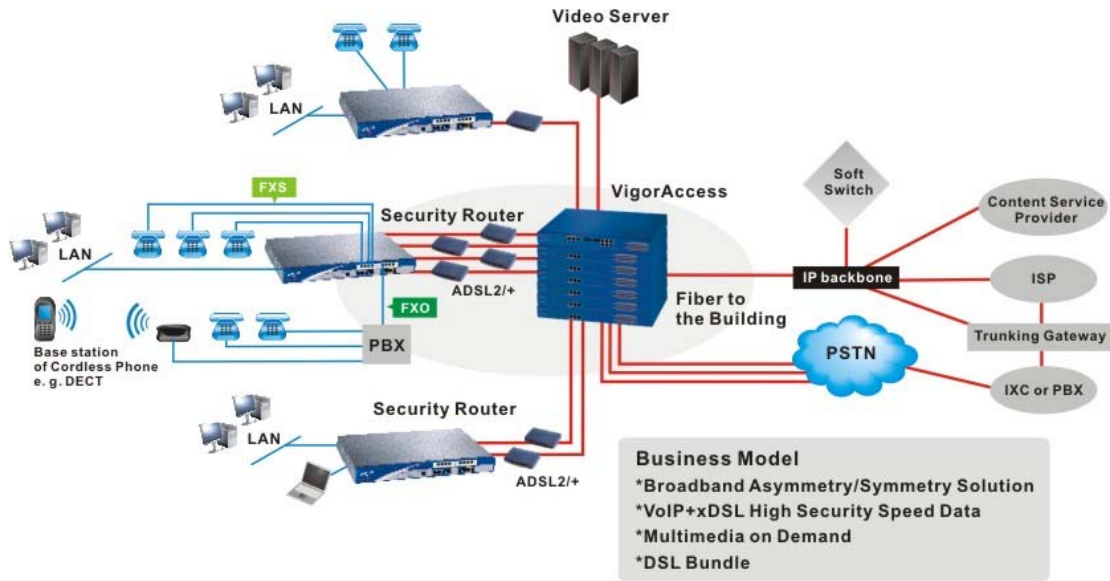 Video Server
LAN
FXS
Security Router
VigorAccess
Soft
Switch
Content Service
Provider
LAN
ADSL2/+
IP backbone
ISP
FXO
Fiber to
the Building
Base station
of Cordless Phone
e. g. DECT
PBX
PSTN
Trunking Gateway
IXC or PBX
Security Router
LAN
ADSL2/+
Business Model
*Broadband Asymmetry/Symmetry Solution
*VoIP+xDSL High Security Speed Data
*Multimedia on Demand
*DSL Bundle